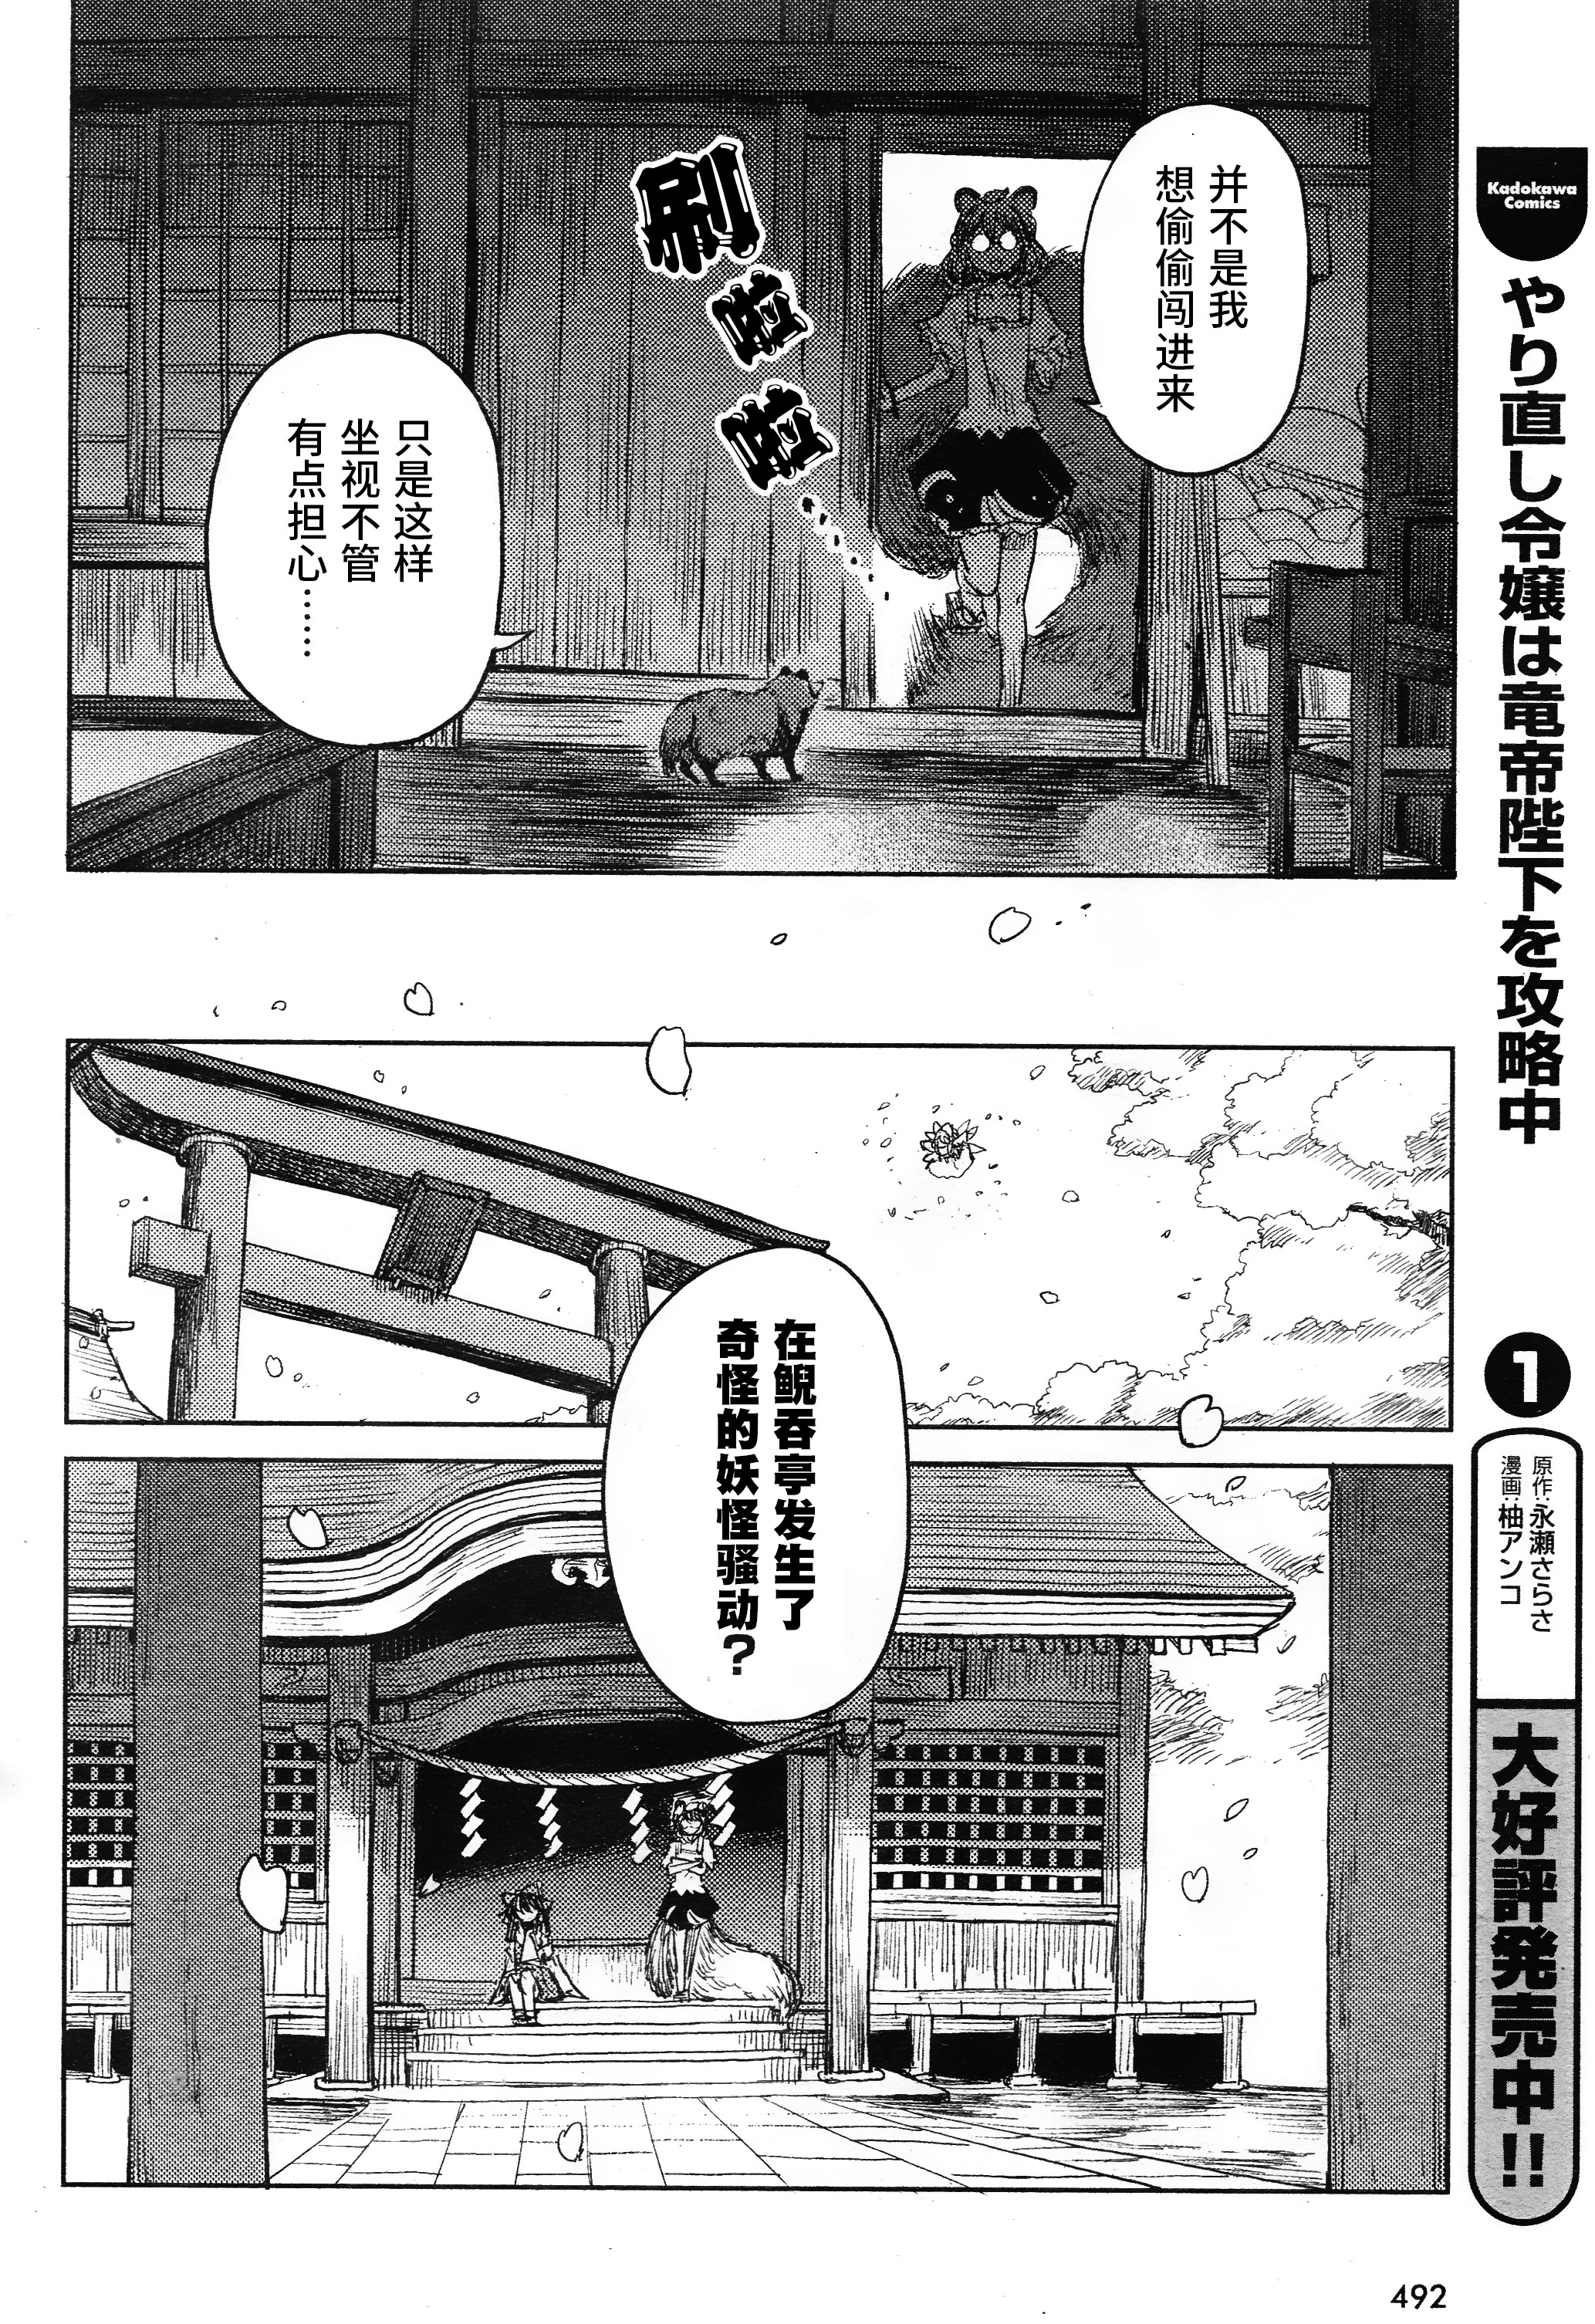 并不是我
想偷偷闯进来
刷
啦
啦
……
只是这样
坐视不管
有点担心……
在鲵吞亭发生了
奇怪的妖怪骚动？
Kadokawa
Comics
やり直し令嬢は竜帝陛下を攻略中
1
原作:永瀬さらさ
漫画:柚アンコ
大好評発売中!!
492